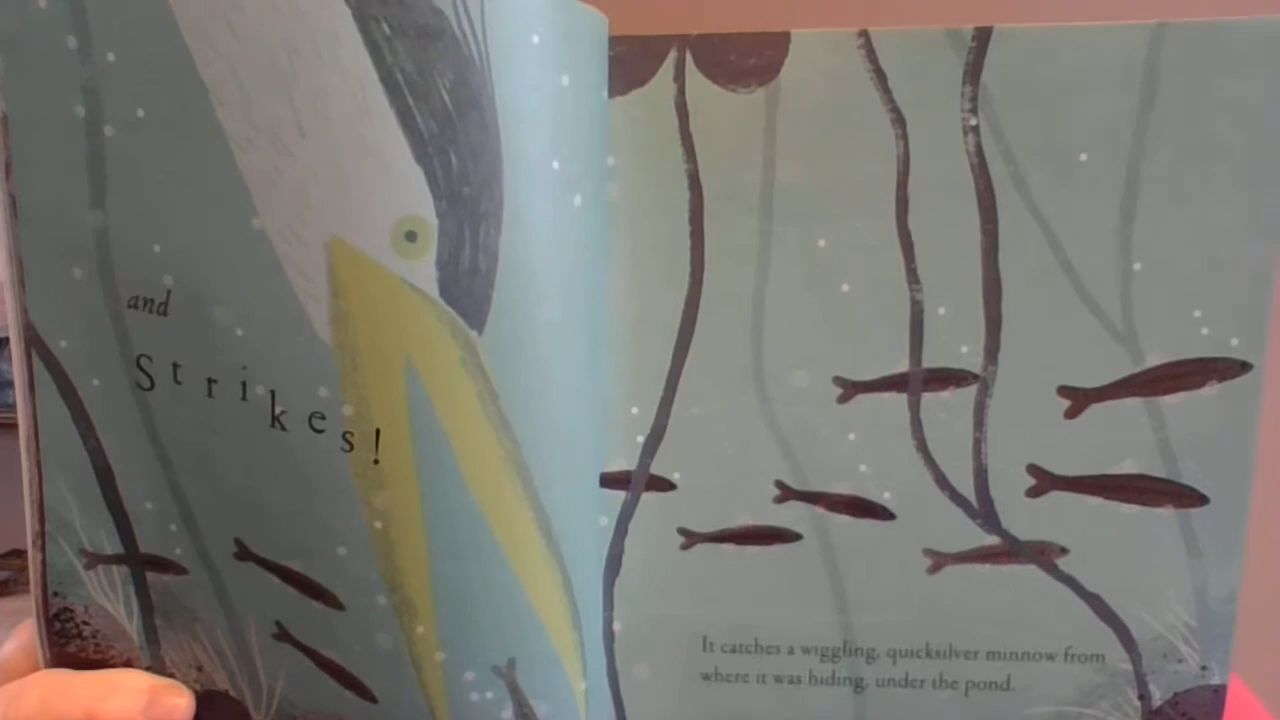 and
Strikes!
It catches a wiggling, quicksilver minnow from
where it was hiding, under the pond.